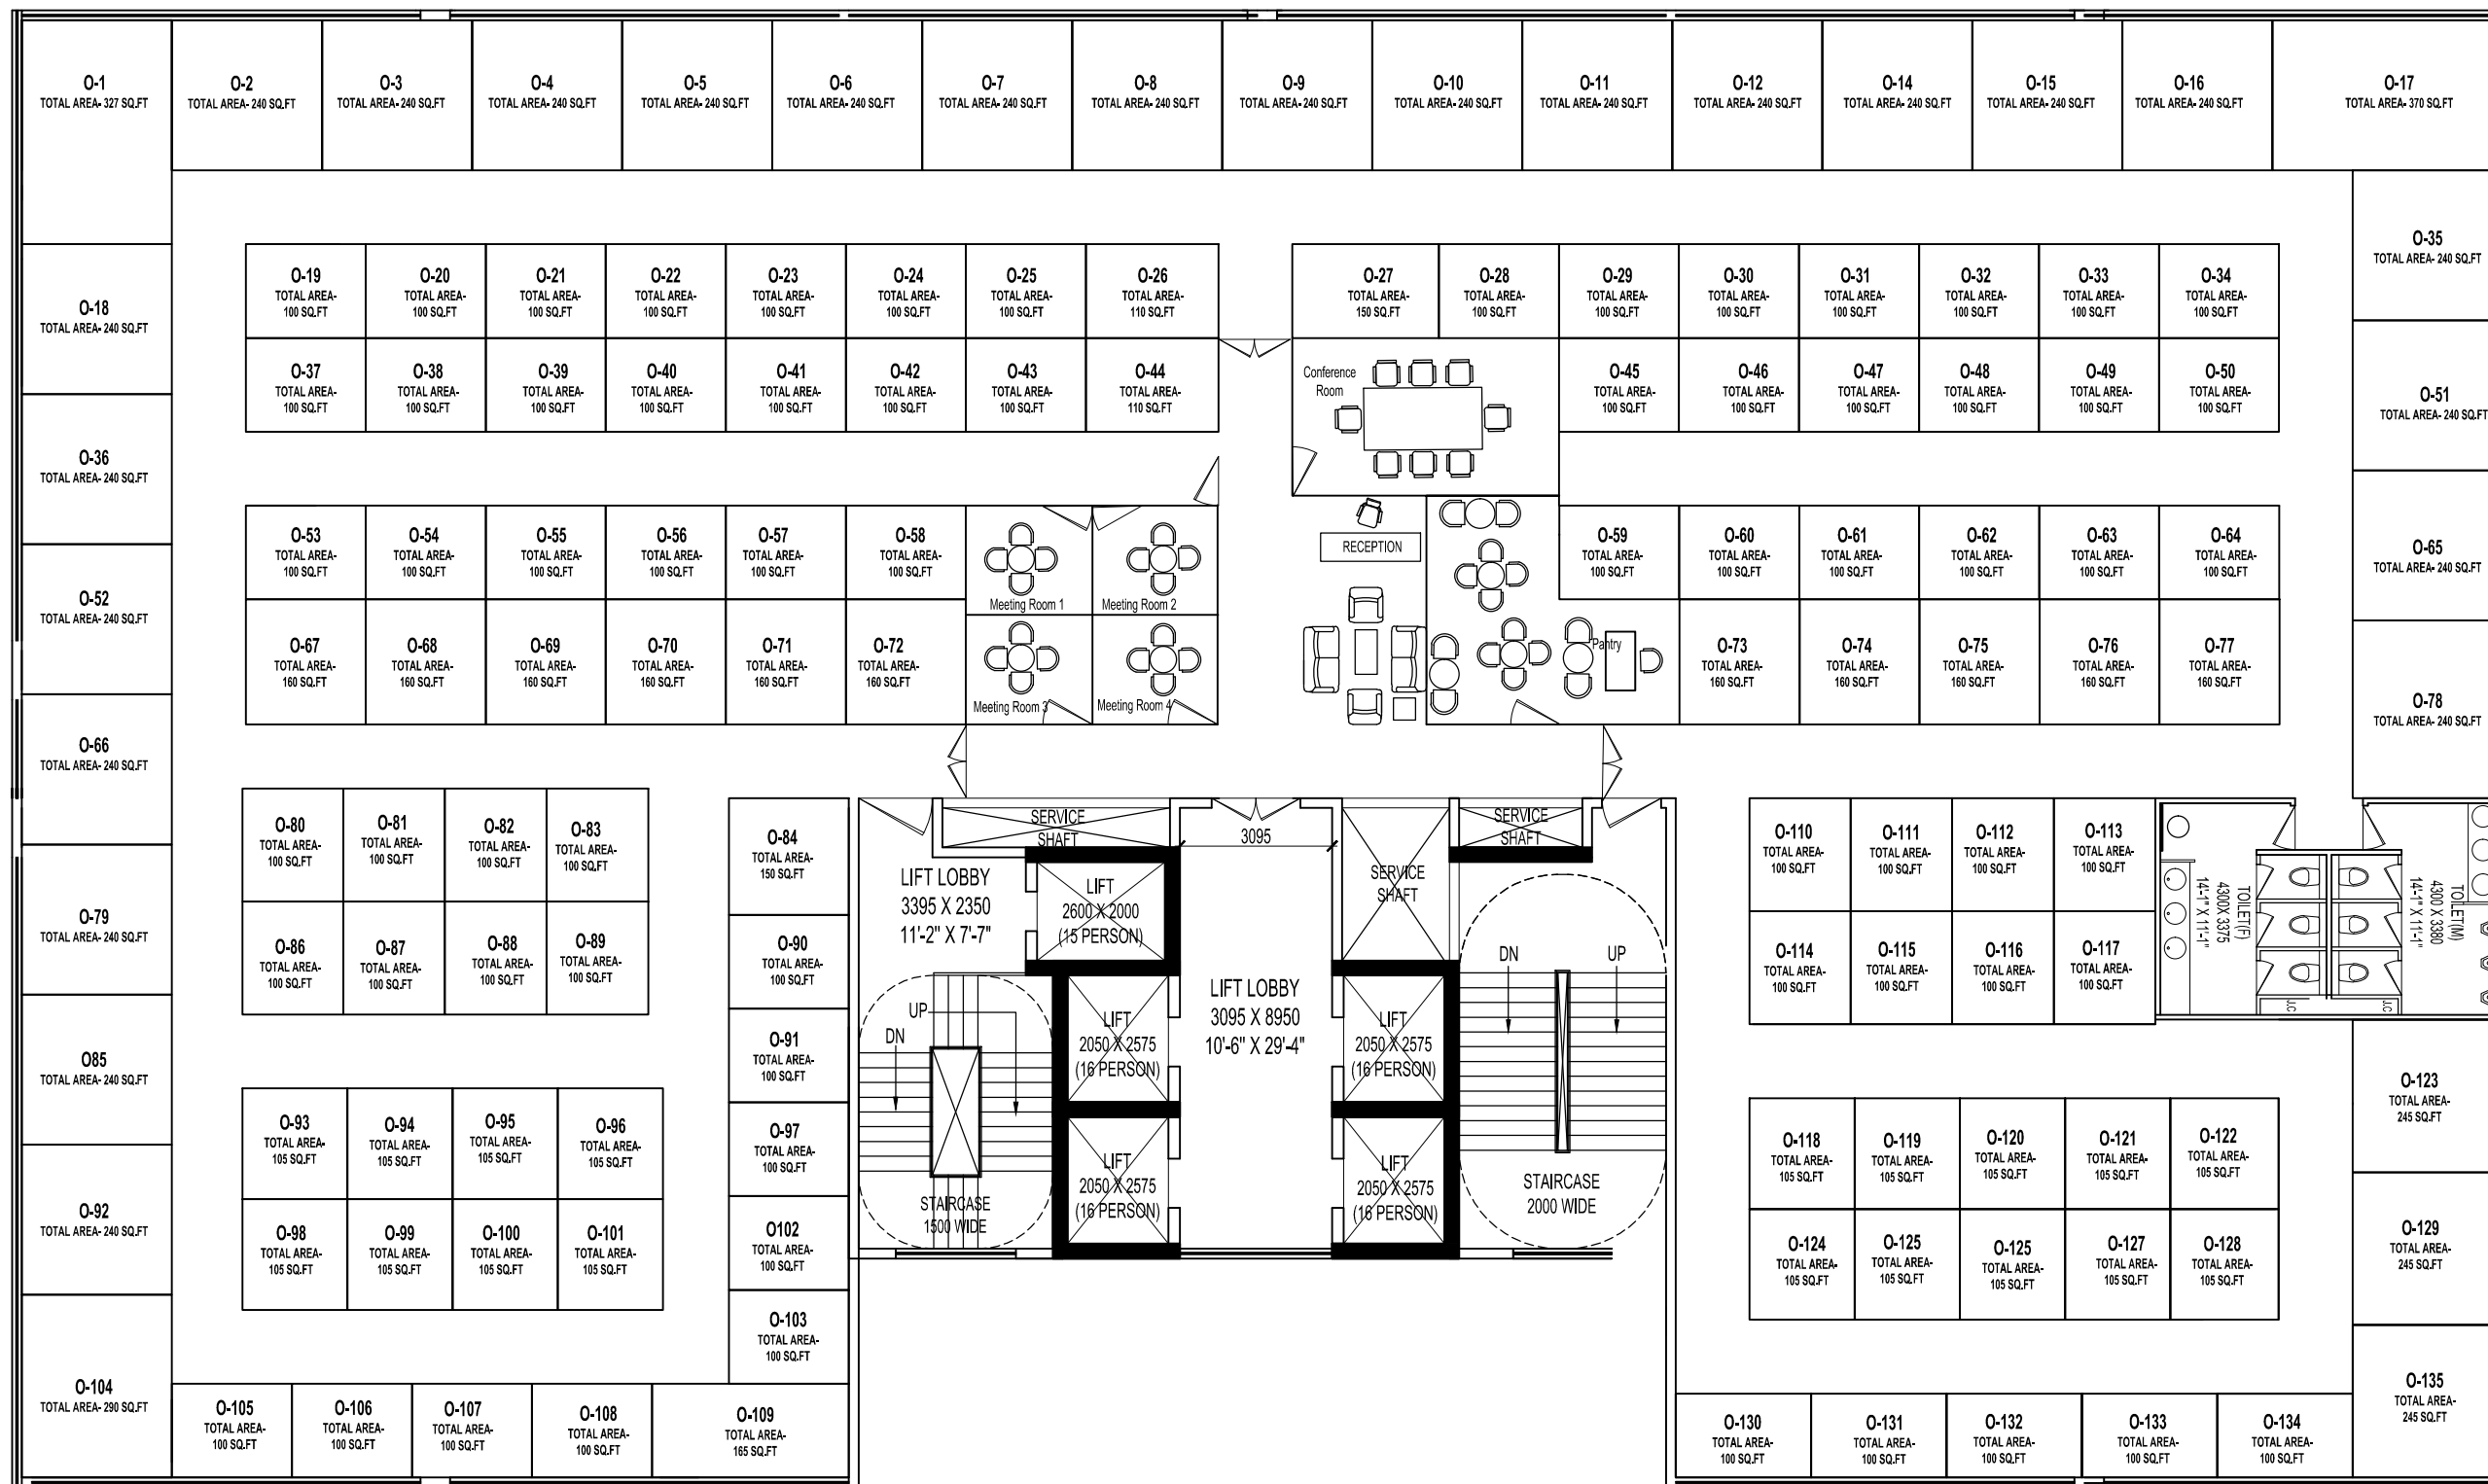 O-1
TOTAL AREA- 327 SQ.FT
O-2
TOTAL AREA- 240 SQ.FT
O-3
TOTAL AREA- 240 SQ.FT
O-4
TOTAL AREA- 240 SQ.FT
O-5
TOTAL AREA- 240 SQ.FT
O-6
TOTAL AREA- 240 SQ.FT
O-7
TOTAL AREA- 240 SQ.FT
O-8
TOTAL AREA- 240 SQ.FT
O-9
TOTAL AREA- 240 SQ.FT
O-10
TOTAL AREA- 240 SQ.FT
O-11
TOTAL AREA- 240 SQ.FT
O-12
TOTAL AREA- 240 SQ.FT
O-14
TOTAL AREA- 240 SQ.FT
O-15
TOTAL AREA- 240 SQ.FT
O-16
TOTAL AREA- 240 SQ.FT
O-17
TOTAL AREA- 370 SQ.FT
O-18
TOTAL AREA- 240 SQ.FT
O-19
TOTAL AREA-
100 SQ.FT
O-20
TOTAL AREA-
100 SQ.FT
O-21
TOTAL AREA-
100 SQ.FT
O-22
TOTAL AREA-
100 SQ.FT
O-23
TOTAL AREA-
100 SQ.FT
O-24
TOTAL AREA-
100 SQ.FT
O-25
TOTAL AREA-
100 SQ.FT
O-26
TOTAL AREA-
110 SQ.FT
O-27
TOTAL AREA-
150 SQ.FT
O-28
TOTAL AREA-
100 SQ.FT
O-29
TOTAL AREA-
100 SQ.FT
O-30
TOTAL AREA-
100 SQ.FT
O-31
TOTAL AREA-
100 SQ.FT
O-32
TOTAL AREA-
100 SQ.FT
O-33
TOTAL AREA-
100 SQ.FT
O-34
TOTAL AREA-
100 SQ.FT
O-35
TOTAL AREA- 240 SQ.FT
O-36
TOTAL AREA- 240 SQ.FT
O-37
TOTAL AREA-
100 SQ.FT
O-38
TOTAL AREA-
100 SQ.FT
O-39
TOTAL AREA-
100 SQ.FT
O-40
TOTAL AREA-
100 SQ.FT
O-41
TOTAL AREA-
100 SQ.FT
O-42
TOTAL AREA-
100 SQ.FT
O-43
TOTAL AREA-
100 SQ.FT
O-44
TOTAL AREA-
110 SQ.FT
Conference
Room
O-45
TOTAL AREA-
100 SQ.FT
O-46
TOTAL AREA-
100 SQ.FT
O-47
TOTAL AREA-
100 SQ.FT
O-48
TOTAL AREA-
100 SQ.FT
O-49
TOTAL AREA-
100 SQ.FT
O-50
TOTAL AREA-
100 SQ.FT
O-51
TOTAL AREA- 240 SQ.FT
O-52
TOTAL AREA- 240 SQ.FT
O-53
TOTAL AREA-
100 SQ.FT
O-54
TOTAL AREA-
100 SQ.FT
O-55
TOTAL AREA-
100 SQ.FT
O-56
TOTAL AREA-
100 SQ.FT
O-57
TOTAL AREA-
100 SQ.FT
O-58
TOTAL AREA-
100 SQ.FT
Meeting Room 1
Meeting Room 2
RECEPTION
O-59
TOTAL AREA-
100 SQ.FT
O-60
TOTAL AREA-
100 SQ.FT
O-61
TOTAL AREA-
100 SQ.FT
O-62
TOTAL AREA-
100 SQ.FT
O-63
TOTAL AREA-
100 SQ.FT
O-64
TOTAL AREA-
100 SQ.FT
O-65
TOTAL AREA- 240 SQ.FT
O-66
TOTAL AREA- 240 SQ.FT
O-67
TOTAL AREA-
160 SQ.FT
O-68
TOTAL AREA-
160 SQ.FT
O-69
TOTAL AREA-
160 SQ.FT
O-70
TOTAL AREA-
160 SQ.FT
O-71
TOTAL AREA-
160 SQ.FT
O-72
TOTAL AREA-
160 SQ.FT
Meeting Room 3
Meeting Room 4
Pantry
O-73
TOTAL AREA-
160 SQ.FT
O-74
TOTAL AREA-
160 SQ.FT
O-75
TOTAL AREA-
160 SQ.FT
O-76
TOTAL AREA-
160 SQ.FT
O-77
TOTAL AREA-
160 SQ.FT
O-78
TOTAL AREA- 240 SQ.FT
O-79
TOTAL AREA- 240 SQ.FT
O-80
TOTAL AREA-
100 SQ.FT
O-81
TOTAL AREA-
100 SQ.FT
O-82
TOTAL AREA-
100 SQ.FT
O-83
TOTAL AREA-
100 SQ.FT
O-84
TOTAL AREA-
150 SQ.FT
SERVICE
SHAFT
3095
SERVICE
SHAFT
SERVICE
SHAFT
LIFT LOBBY
3395 X 2350
11'-2" X 7'-7"
LIFT
2600 X 2000
(15 PERSON)
O-110
TOTAL AREA-
100 SQ.FT
O-111
TOTAL AREA-
100 SQ.FT
O-112
TOTAL AREA-
100 SQ.FT
O-113
TOTAL AREA-
100 SQ.FT
TOILET(F)
4300X 3375
14'-1" X 11'-1"
TOILET(M)
4300 X 3380
14'-1" X 11'-1"
O85
TOTAL AREA- 240 SQ.FT
O-86
TOTAL AREA-
100 SQ.FT
O-87
TOTAL AREA-
100 SQ.FT
O-88
TOTAL AREA-
100 SQ.FT
O-89
TOTAL AREA-
100 SQ.FT
O-90
TOTAL AREA-
100 SQ.FT
O-91
TOTAL AREA-
100 SQ.FT
UP
DN
LIFT
2050 X 2575
(16 PERSON)
LIFT LOBBY
3095 X 8950
10'-6" X 29'-4"
LIFT
2050 X 2575
(16 PERSON)
DN
UP
O-114
TOTAL AREA-
100 SQ.FT
O-115
TOTAL AREA-
100 SQ.FT
O-116
TOTAL AREA-
100 SQ.FT
O-117
TOTAL AREA-
100 SQ.FT
O-92
TOTAL AREA- 240 SQ.FT
O-93
TOTAL AREA-
105 SQ.FT
O-94
TOTAL AREA-
105 SQ.FT
O-95
TOTAL AREA-
105 SQ.FT
O-96
TOTAL AREA-
105 SQ.FT
O-97
TOTAL AREA-
100 SQ.FT
STAIRCASE
1500 WIDE
LIFT
2050 X 2575
(16 PERSON)
LIFT
2050 X 2575
(16 PERSON)
STAIRCASE
2000 WIDE
O-118
TOTAL AREA-
105 SQ.FT
O-119
TOTAL AREA-
105 SQ.FT
O-120
TOTAL AREA-
105 SQ.FT
O-121
TOTAL AREA-
105 SQ.FT
O-122
TOTAL AREA-
105 SQ.FT
O-123
TOTAL AREA-
245 SQ.FT
O-98
TOTAL AREA-
105 SQ.FT
O-99
TOTAL AREA-
105 SQ.FT
O-100
TOTAL AREA-
105 SQ.FT
O-101
TOTAL AREA-
105 SQ.FT
O102
TOTAL AREA-
100 SQ.FT
O-103
TOTAL AREA-
100 SQ.FT
O-124
TOTAL AREA-
105 SQ.FT
O-125
TOTAL AREA-
105 SQ.FT
O-125
TOTAL AREA-
105 SQ.FT
O-127
TOTAL AREA-
105 SQ.FT
O-128
TOTAL AREA-
105 SQ.FT
O-129
TOTAL AREA-
245 SQ.FT
O-104
TOTAL AREA- 290 SQ.FT
O-105
TOTAL AREA-
100 SQ.FT
O-106
TOTAL AREA-
100 SQ.FT
O-107
TOTAL AREA-
100 SQ.FT
O-108
TOTAL AREA-
100 SQ.FT
O-109
TOTAL AREA-
165 SQ.FT
O-130
TOTAL AREA-
100 SQ.FT
O-131
TOTAL AREA-
100 SQ.FT
O-132
TOTAL AREA-
100 SQ.FT
O-133
TOTAL AREA-
100 SQ.FT
O-134
TOTAL AREA-
100 SQ.FT
O-135
TOTAL AREA-
245 SQ.FT